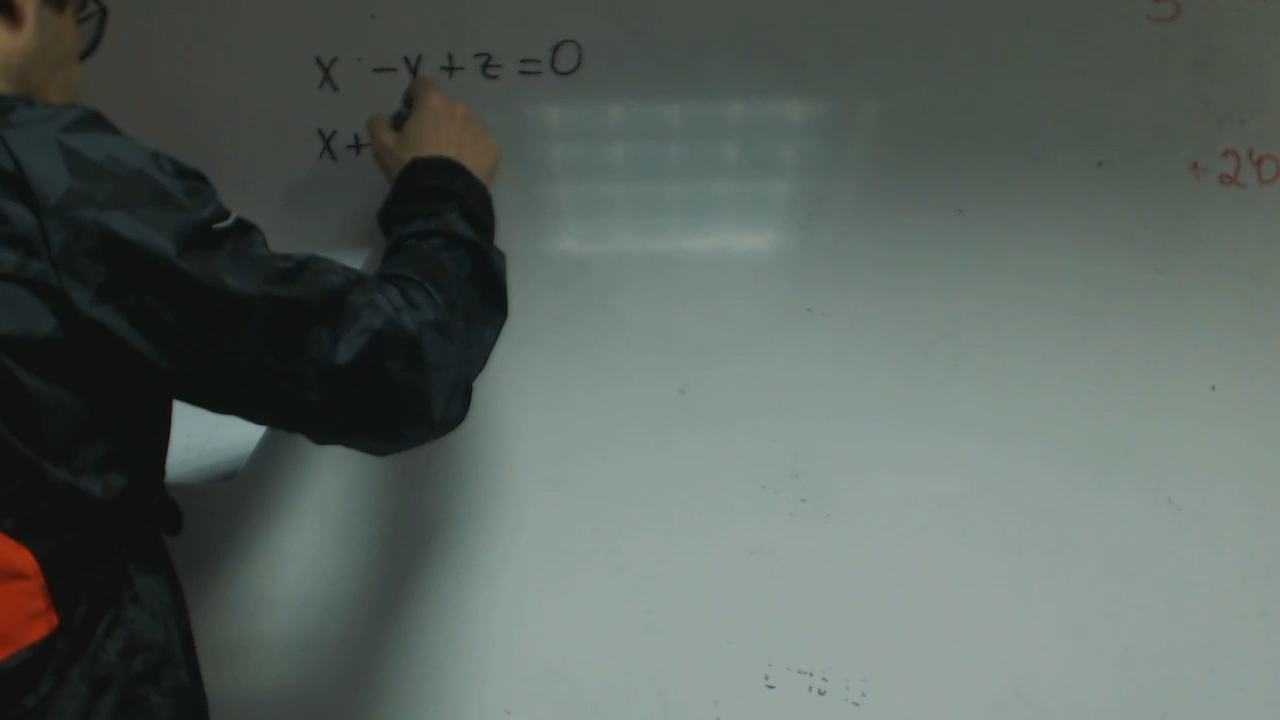 x - y + z = 0
x +